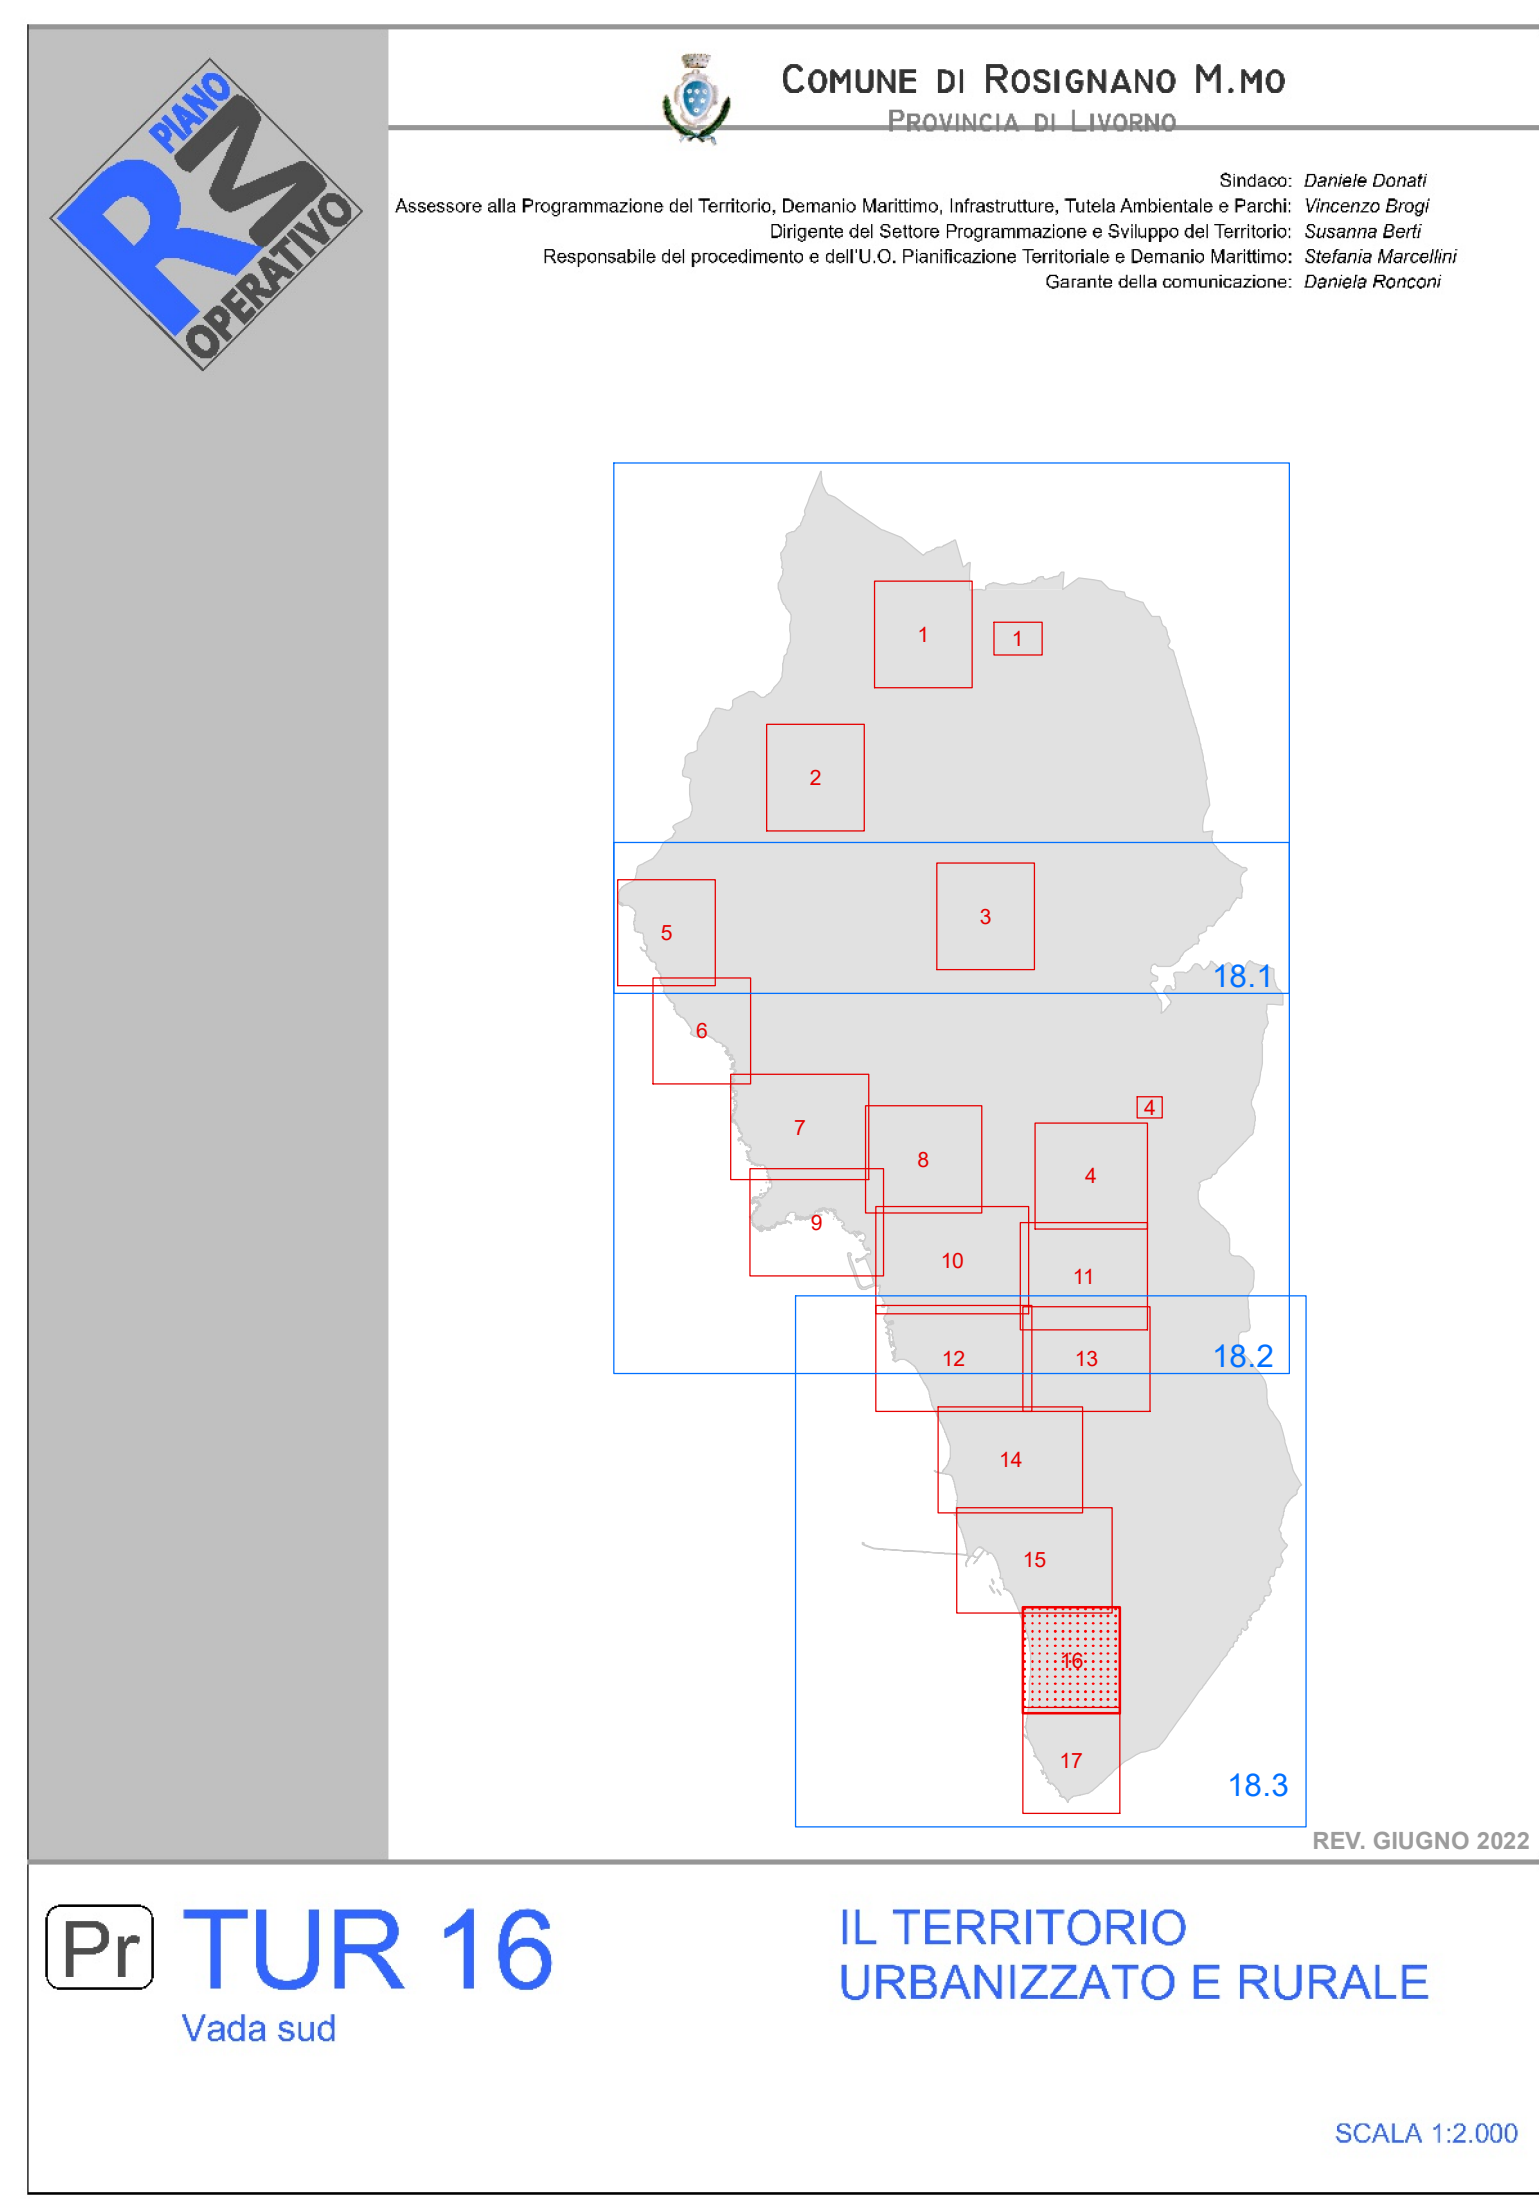 PIANO
RM
OPERATIVO
COMUNE DI ROSIGNANO M.MO
PROVINCIA DI LIVORNO
Sindaco: Daniele Donati
Assessore alla Programmazione del Territorio, Demanio Marittimo, Infrastrutture, Tutela Ambientale e Parchi: Vincenzo Brogi
Dirigente del Settore Programmazione e Sviluppo del Territorio: Susanna Berti
Responsabile del procedimento e dell'U.O. Pianificazione Territoriale e Demanio Marittimo: Stefania Marcellini
Garante della comunicazione: Daniela Ronconi
1
1
2
3
5
18.1
6
4
7
8
4
9
10
11
12
13
18.2
14
15
16
17
18.3
REV. GIUGNO 2022
Pr TUR 16
Vada sud
IL TERRITORIO
URBANIZZATO E RURALE
SCALA 1:2.000